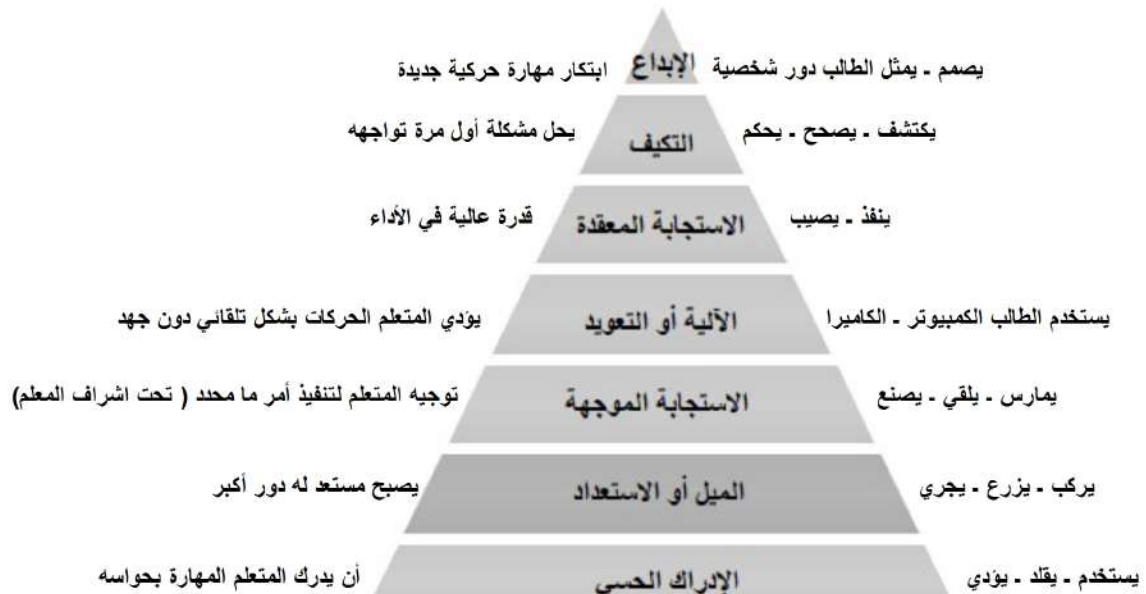 يصمم - يمثل الطالب دور شخصية الإبداع ابتكار مهارة حركية جديدة
يكتشف - يصحح - يحكم التكيف يحل مشكلة أول مرة تواجهه
ينفذ - يصيب الاستجابة المعقدة قدرة عالية في الأداء
يستخدم الطالب الكمبيوتر - الكاميرا الآلية أو التعويد يؤدي المتعلم الحركات بشكل تلقائي دون جهد
يمارس - يلقي - يصنع الاستجابة الموجهة توجيه المتعلم لتنفيذ أمر ما محدد ( تحت اشراف المعلم)
يركب - يزرع - يجري الميل أو الاستعداد يصبح مستعد له دور أكبر
يستخدم - يقلد - يؤدي الإدراك الحسي أن يدرك المتعلم المهارة بحواسه